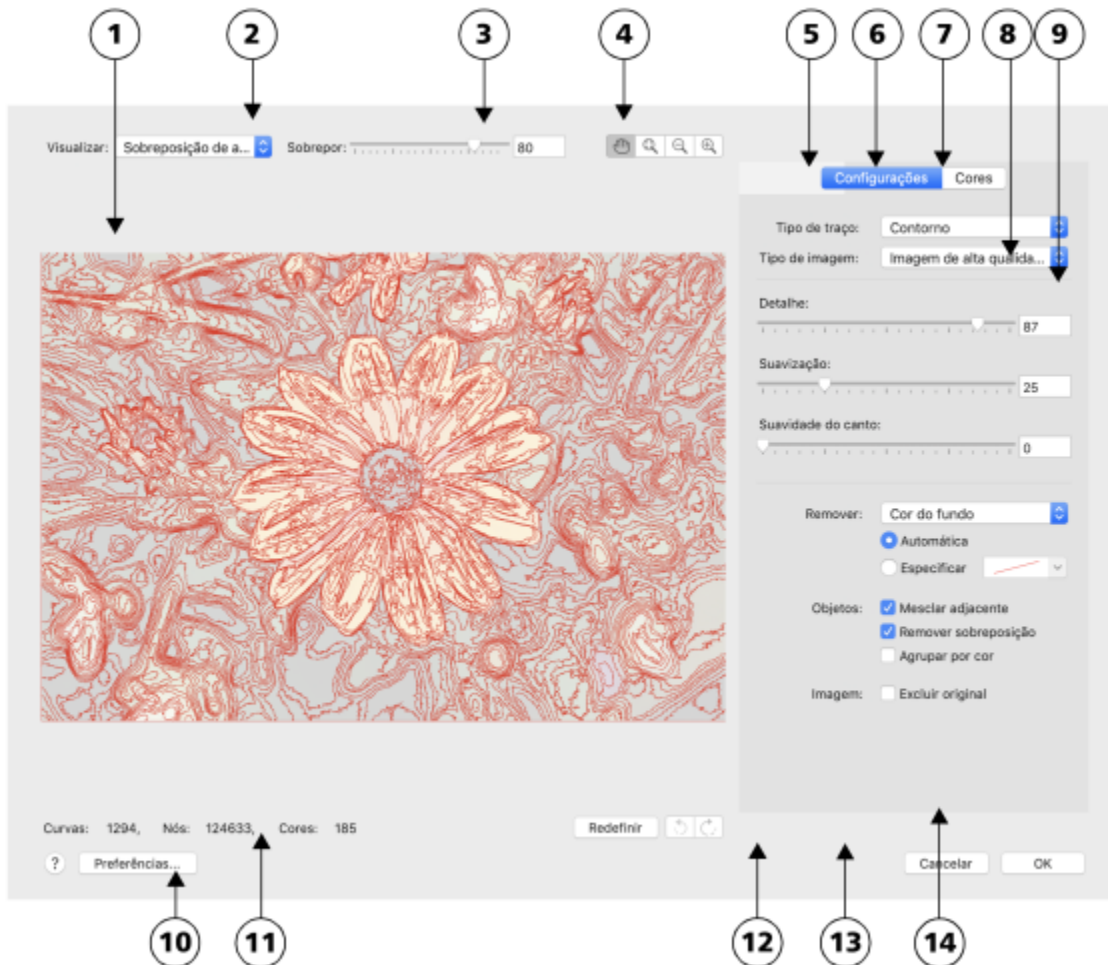 1 2 3 4 5 6 7 8 9
Visualizar: Sobreposição de a... Sobrepor: 80
Configurações Cores
Tipo de traço: Contorno
Tipo de imagem: Imagem de alta qualida...
Detalhe:
87
Suavização:
25
Suavidade do canto:
0
Remover: Cor do fundo
Automática
Especificar
Objetos: Mesclar adjacente
Remover sobreposição
Agrupar por cor
Imagem: Excluir original
Curvas: 1294, Nós: 124633, Cores: 185 Redefinir
? Preferências... Cancelar OK
10 11 12 13 14